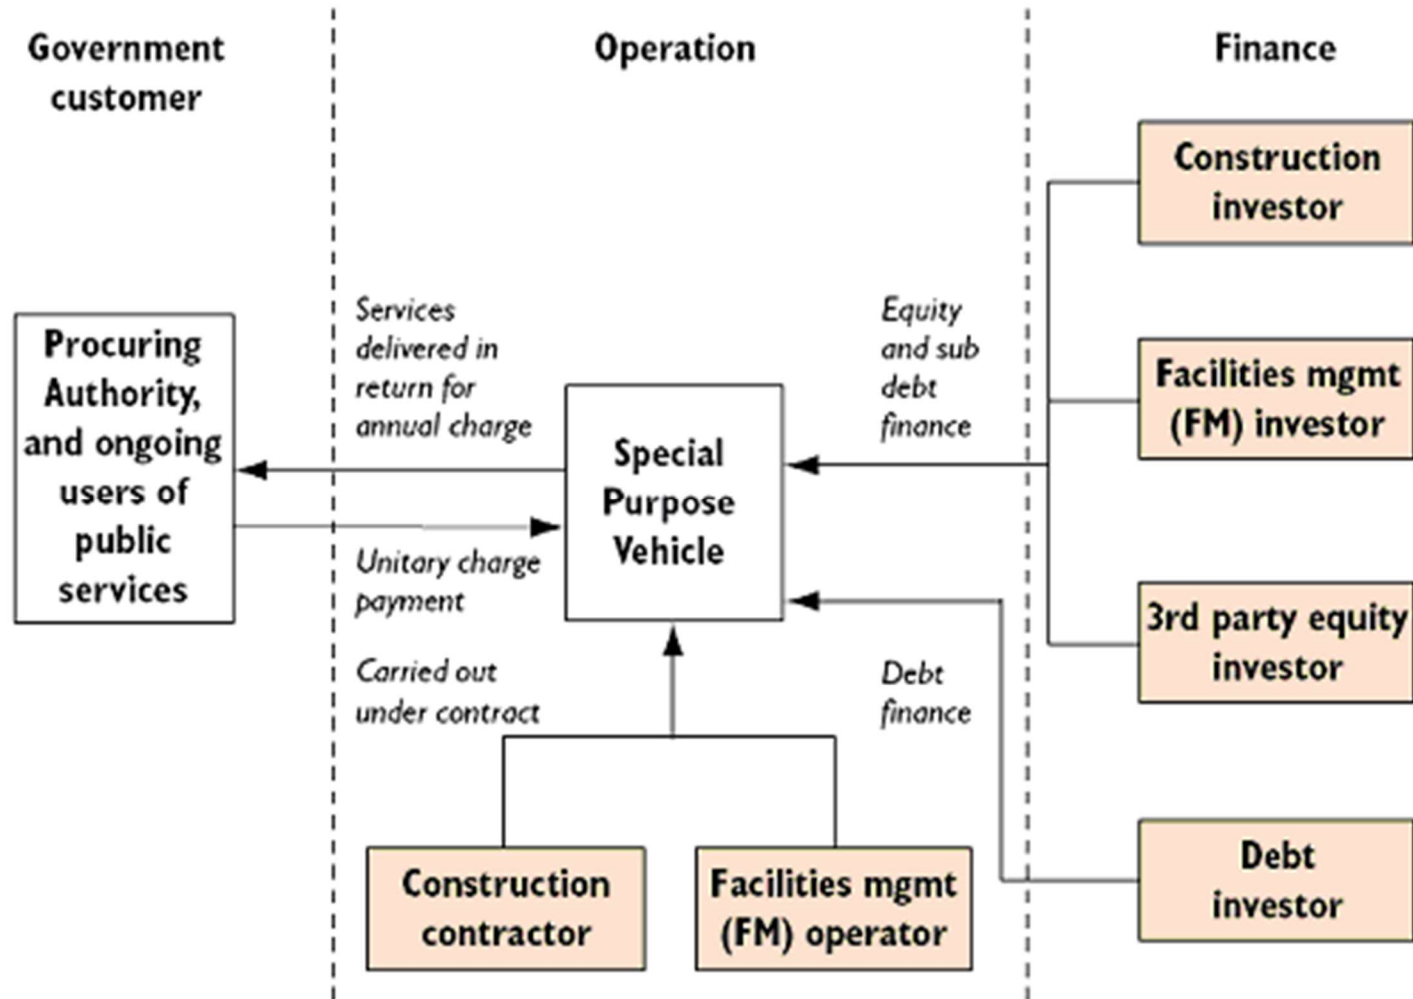 Government
customer
Operation
Finance
Construction
investor
Services
delivered in
return for
annual charge
Equity
and sub
debt
finance
Procuring
Authority,
and ongoing
users of
public
services
Special
Purpose
Vehicle
Facilities mgmt
(FM) investor
Unitary charge
payment
3rd party equity
investor
Carried out
under contract
Debt
finance
Construction
contractor
Facilities mgmt
(FM) operator
Debt
investor